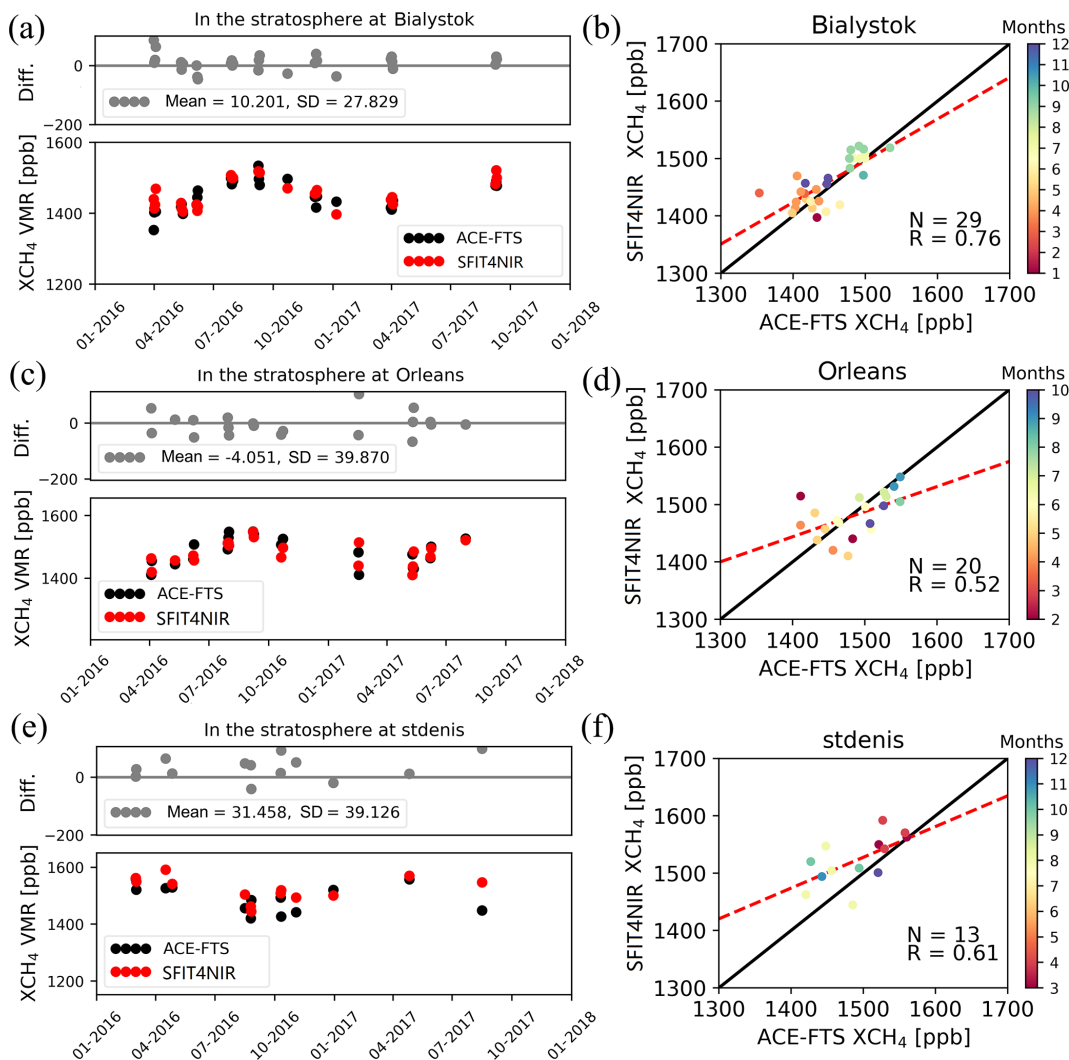 (a)
In the stratosphere at Bialystok
Diff.
0
−200
Mean = 10.201, SD = 27.829
XCH₄ VMR [ppb]
1600
1400
1200
ACE-FTS
SFIT4NIR
01-2016
04-2016
07-2016
10-2016
01-2017
04-2017
07-2017
10-2017
01-2018
(b)
Bialystok
Months
SFIT4NIR XCH₄ [ppb]
1700
1600
1500
1400
1300
N = 29
R = 0.76
1300 1400 1500 1600 1700
ACE-FTS XCH₄ [ppb]
12
11
10
9
8
7
6
5
4
3
2
1
(c)
In the stratosphere at Orleans
Diff.
0
−200
Mean = -4.051, SD = 39.870
XCH₄ VMR [ppb]
1600
1400
ACE-FTS
SFIT4NIR
01-2016
04-2016
07-2016
10-2016
01-2017
04-2017
07-2017
10-2017
01-2018
(d)
Orleans
Months
SFIT4NIR XCH₄ [ppb]
1700
1600
1500
1400
1300
N = 20
R = 0.52
1300 1400 1500 1600 1700
ACE-FTS XCH₄ [ppb]
10
9
8
7
6
5
4
3
2
(e)
In the stratosphere at stdenis
Diff.
0
−200
Mean = 31.458, SD = 39.126
XCH₄ VMR [ppb]
1600
1400
1200
ACE-FTS
SFIT4NIR
01-2016
04-2016
07-2016
10-2016
01-2017
04-2017
07-2017
10-2017
01-2018
(f)
stdenis
Months
SFIT4NIR XCH₄ [ppb]
1700
1600
1500
1400
1300
N = 13
R = 0.61
1300 1400 1500 1600 1700
ACE-FTS XCH₄ [ppb]
12
11
10
9
8
7
6
5
4
3